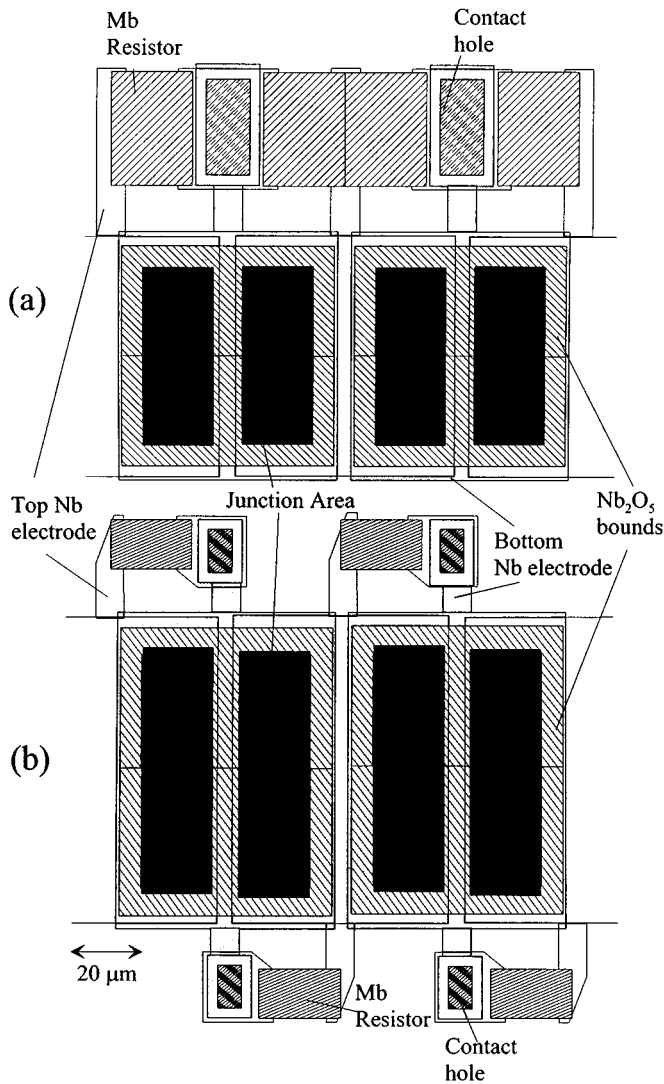 Mb
Resistor
Contact
hole
(a)
Top Nb
electrode
Junction Area
Nb₂O₅
bounds
Bottom
Nb electrode
(b)
20 μm
Mb
Resistor
Contact
hole